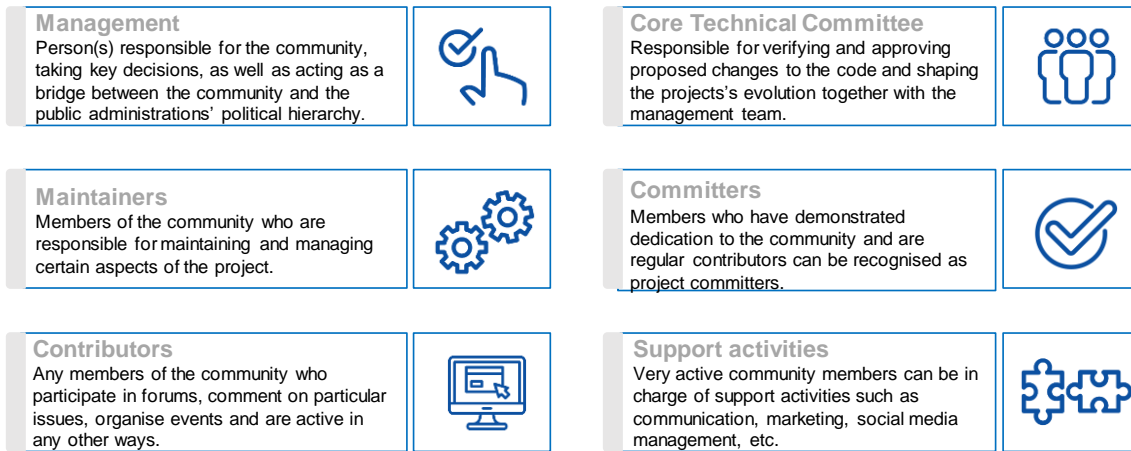 Management
Person(s) responsible for the community,
taking key decisions, as well as acting as a
bridge between the community and the
public administrations' political hierarchy.
Core Technical Committee
Responsible for verifying and approving
proposed changes to the code and shaping
the projects's evolution together with the
management team.
Maintainers
Members of the community who are
responsible for maintaining and managing
certain aspects of the project.
Committers
Members who have demonstrated
dedication to the community and are
regular contributors can be recognised as
project committers.
Contributors
Any members of the community who
participate in forums, comment on particular
issues, organise events and are active in
any other ways.
Support activities
Very active community members can be in
charge of support activities such as
communication, marketing, social media
management, etc.